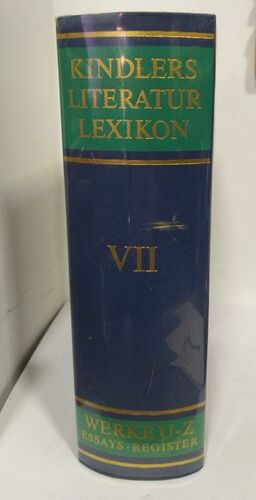 KINDLERS
LITERATUR
LEXIKON
VII
WERKE U-Z
ESSAYS · REGISTER